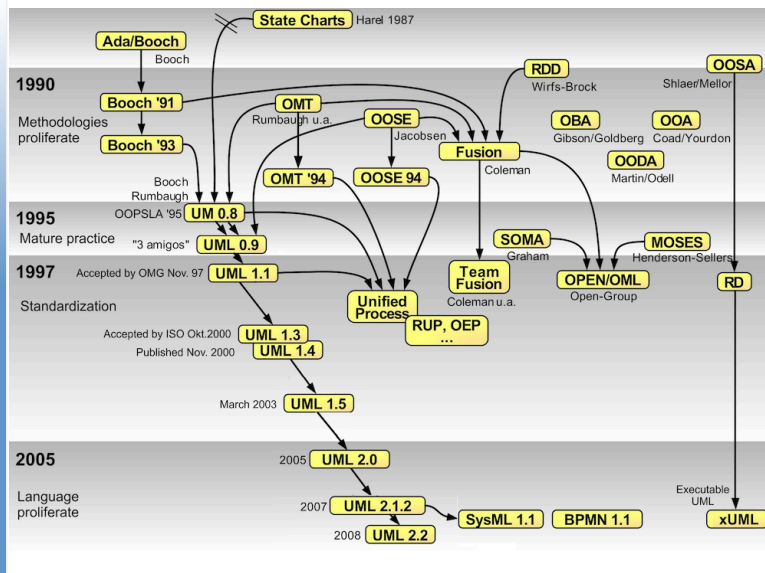 State Charts
Harel 1987
Ada/Booch
Booch
RDD
Wirfs-Brock
OOSA
Shlaer/Mellor
1990
Methodologies
proliferate
Booch '91
OMT
Rumbaugh u.a.
OOSE
Jacobsen
OBA
Gibson/Goldberg
OOA
Coad/Yourdon
Booch '93
Fusion
Coleman
OODA
Martin/Odell
OMT '94
OOSE 94
Booch
Rumbaugh
1995
Mature practice
OOPSLA '95
UM 0.8
"3 amigos"
UML 0.9
SOMA
Graham
MOSES
Henderson-Sellers
1997
Standardization
Accepted by OMG Nov. 97
UML 1.1
Team
Fusion
Coleman u.a.
OPEN/OML
Open-Group
RD
Unified
Process
RUP, OEP
...
Accepted by ISO Okt.2000
UML 1.3
Published Nov. 2000
UML 1.4
March 2003
UML 1.5
2005
Language
proliferate
2005
UML 2.0
2007
UML 2.1.2
2008
UML 2.2
SysML 1.1
BPMN 1.1
Executable
UML
xUML